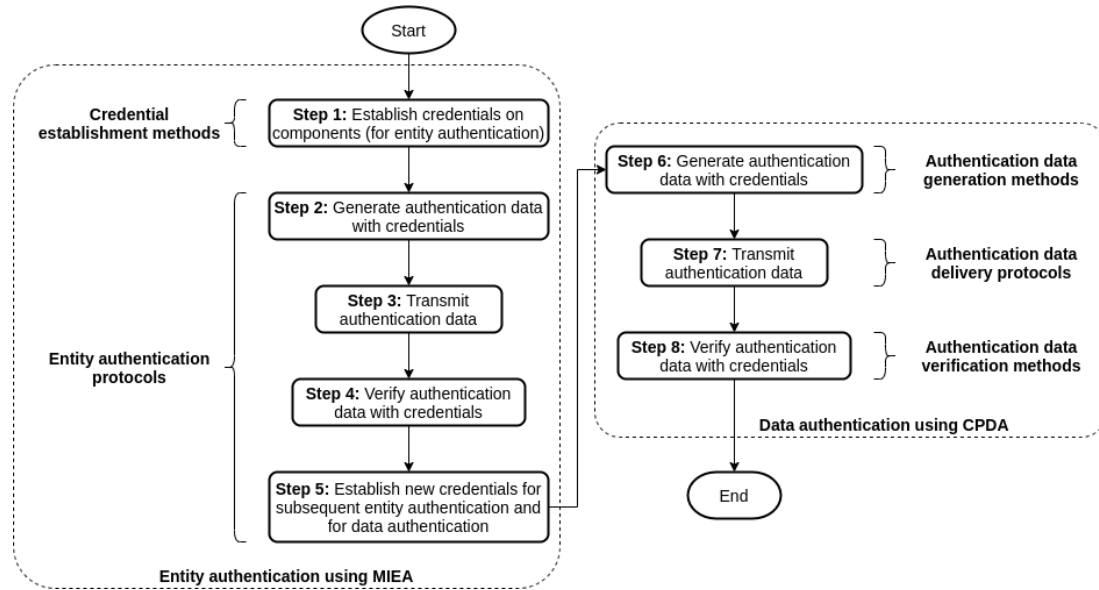 Start
Credential
establishment methods
Step 1: Establish credentials on
components (for entity authentication)
Step 2: Generate authentication data
with credentials
Step 3: Transmit
authentication data
Entity authentication
protocols
Step 4: Verify authentication
data with credentials
Step 5: Establish new credentials for
subsequent entity authentication and
for data authentication
Entity authentication using MIEA
Step 6: Generate authentication
data with credentials
Authentication data
generation methods
Step 7: Transmit
authentication data
Authentication data
delivery protocols
Step 8: Verify authentication
data with credentials
Authentication data
verification methods
Data authentication using CPDA
End